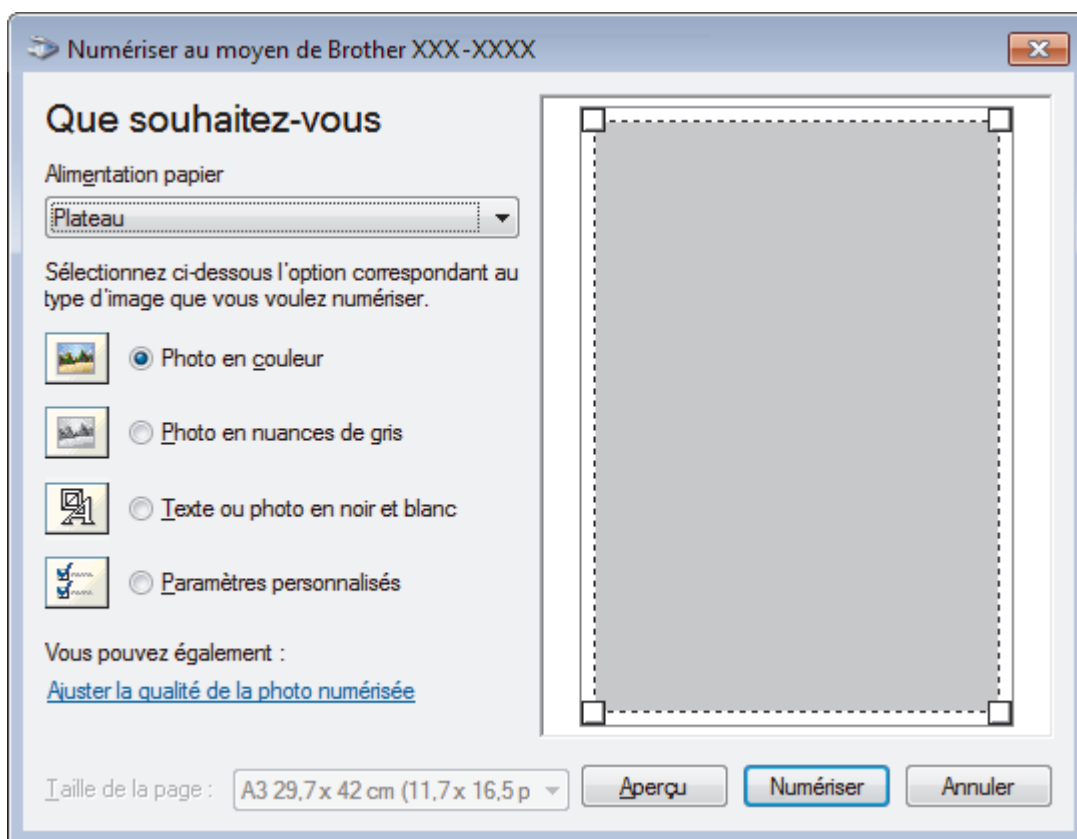 Numériser au moyen de Brother XXX-XXXX
Que souhaitez-vous
Alimentation papier
Plateau
Sélectionnez ci-dessous l'option correspondant au
type d'image que vous voulez numériser.
Photo en couleur
Photo en nuances de gris
Texte ou photo en noir et blanc
Paramètres personnalisés
Vous pouvez également :
Ajuster la qualité de la photo numérisée
Taille de la page : A3 29,7 x 42 cm (11,7 x 16,5 p
Aperçu Numériser Annuler